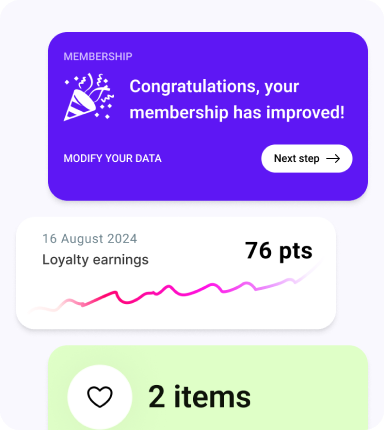 MEMBERSHIP
Congratulations, your
membership has improved!
MODIFY YOUR DATA
Next step
16 August 2024
Loyalty earnings
76 pts
2 items